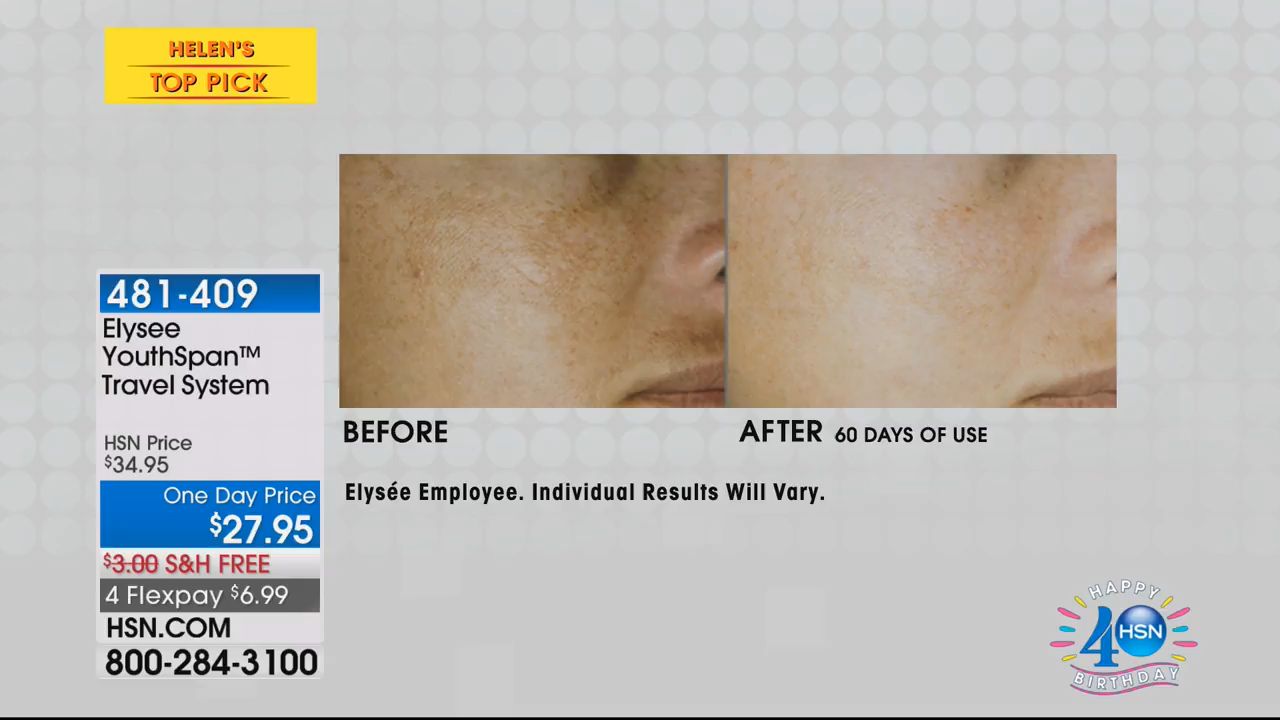 HELEN'S
TOP PICK
481-409
Elysee
YouthSpan™
Travel System
HSN Price
$34.95
One Day Price
$27.95
$3.00 S&H FREE
4 Flexpay $6.99
HSN.COM
800-284-3100
BEFORE
AFTER 60 DAYS OF USE
Elysée Employee. Individual Results Will Vary.
HAPPY
40 HSN
BIRTHDAY